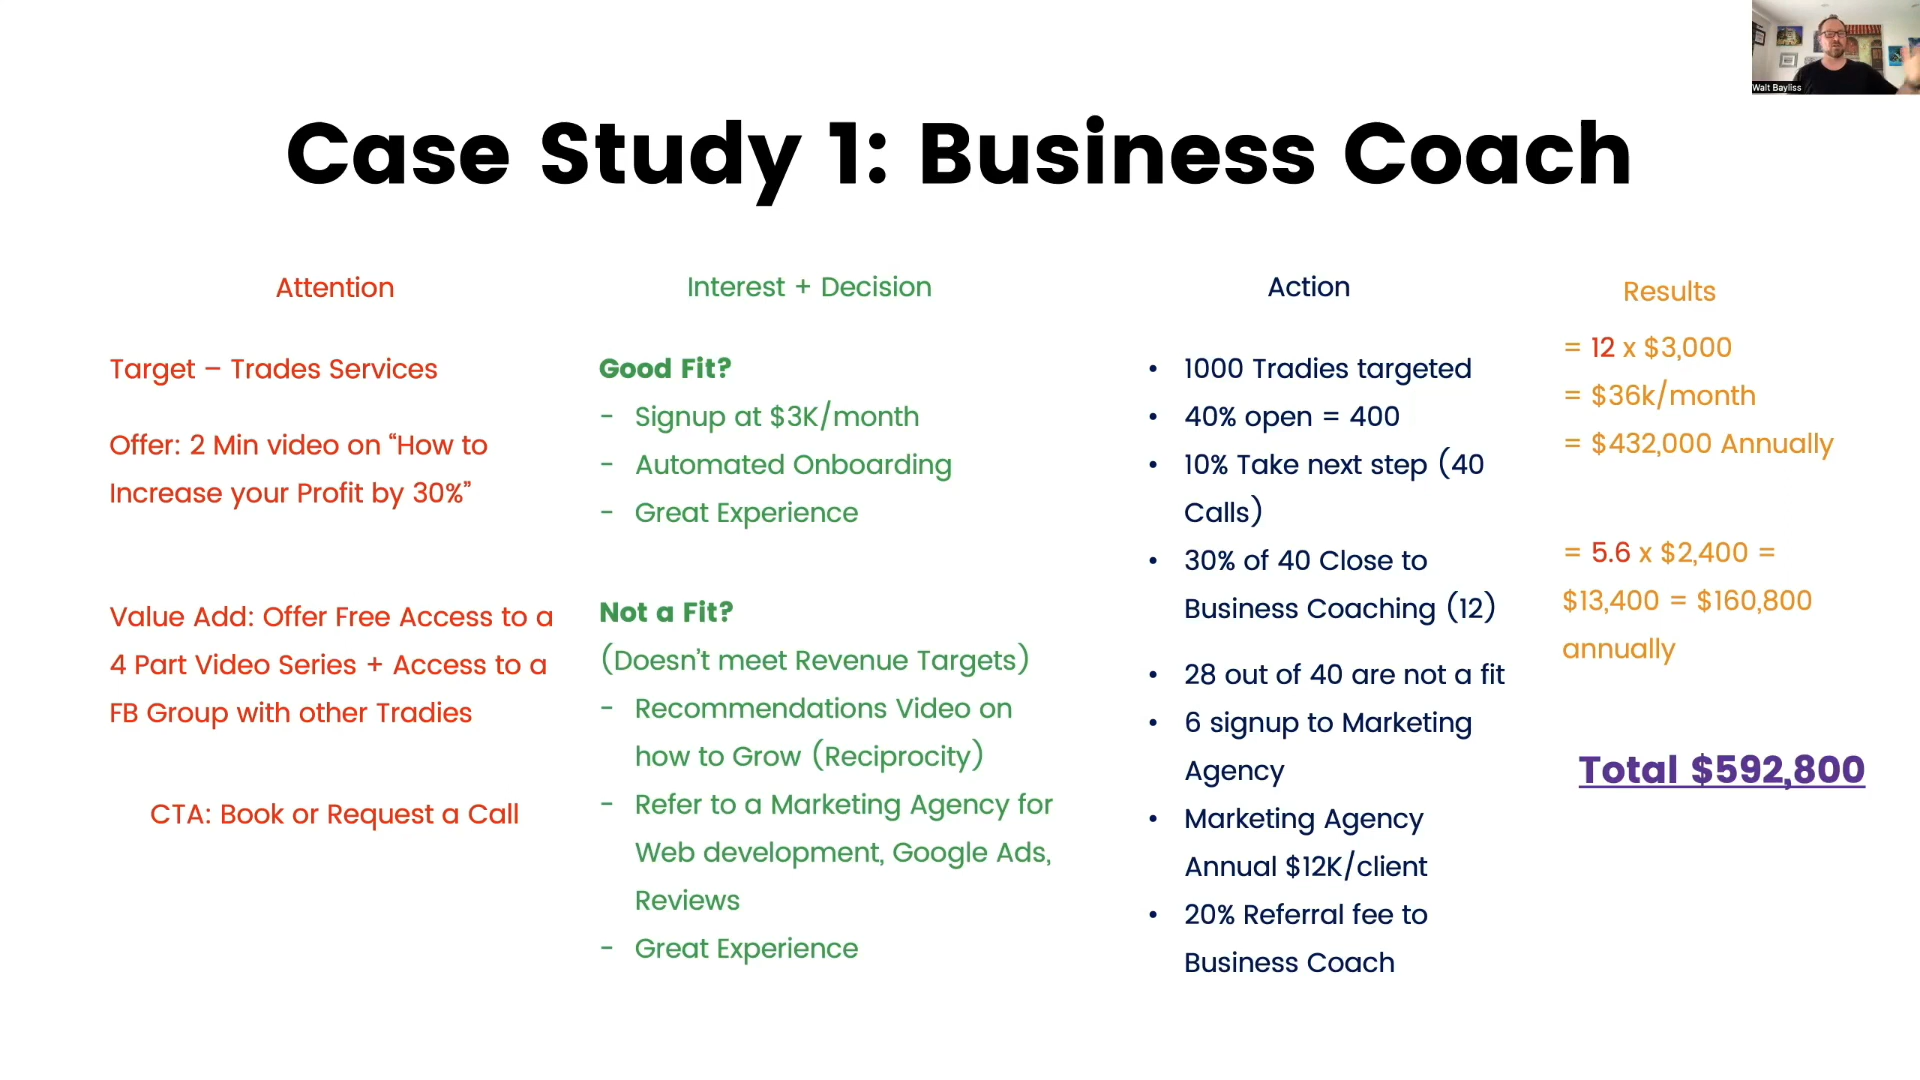 Walt Bayliss
Case Study 1: Business Coach
Attention
Target – Trades Services
Offer: 2 Min video on “How to
Increase your Profit by 30%”
Value Add: Offer Free Access to a
4 Part Video Series + Access to a
FB Group with other Tradies
CTA: Book or Request a Call
Interest + Decision
Good Fit?
- Signup at $3K/month
- Automated Onboarding
- Great Experience
Not a Fit?
(Doesn’t meet Revenue Targets)
- Recommendations Video on
how to Grow (Reciprocity)
- Refer to a Marketing Agency for
Web development, Google Ads,
Reviews
- Great Experience
Action
• 1000 Tradies targeted
• 40% open = 400
• 10% Take next step (40
Calls)
• 30% of 40 Close to
Business Coaching (12)
• 28 out of 40 are not a fit
• 6 signup to Marketing
Agency
• Marketing Agency
Annual $12K/client
• 20% Referral fee to
Business Coach
Results
= 12 x $3,000
= $36k/month
= $432,000 Annually
= 5.6 x $2,400 =
$13,400 = $160,800
annually
Total $592,800